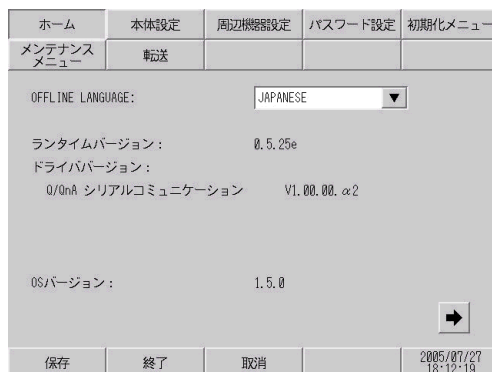 ホーム 本体設定 周辺機器設定 パスワード設定 初期化メニュー
メンテナンス
メニュー
転送
OFFLINE LANGUAGE: JAPANESE
ランタイムバージョン: 0.5.25e
ドライババージョン:
Q/QnA シリアルコミュニケーション V1.00.00.α2
OSバージョン: 1.5.0
保存 終了 取消 2005/07/27
18:12:19